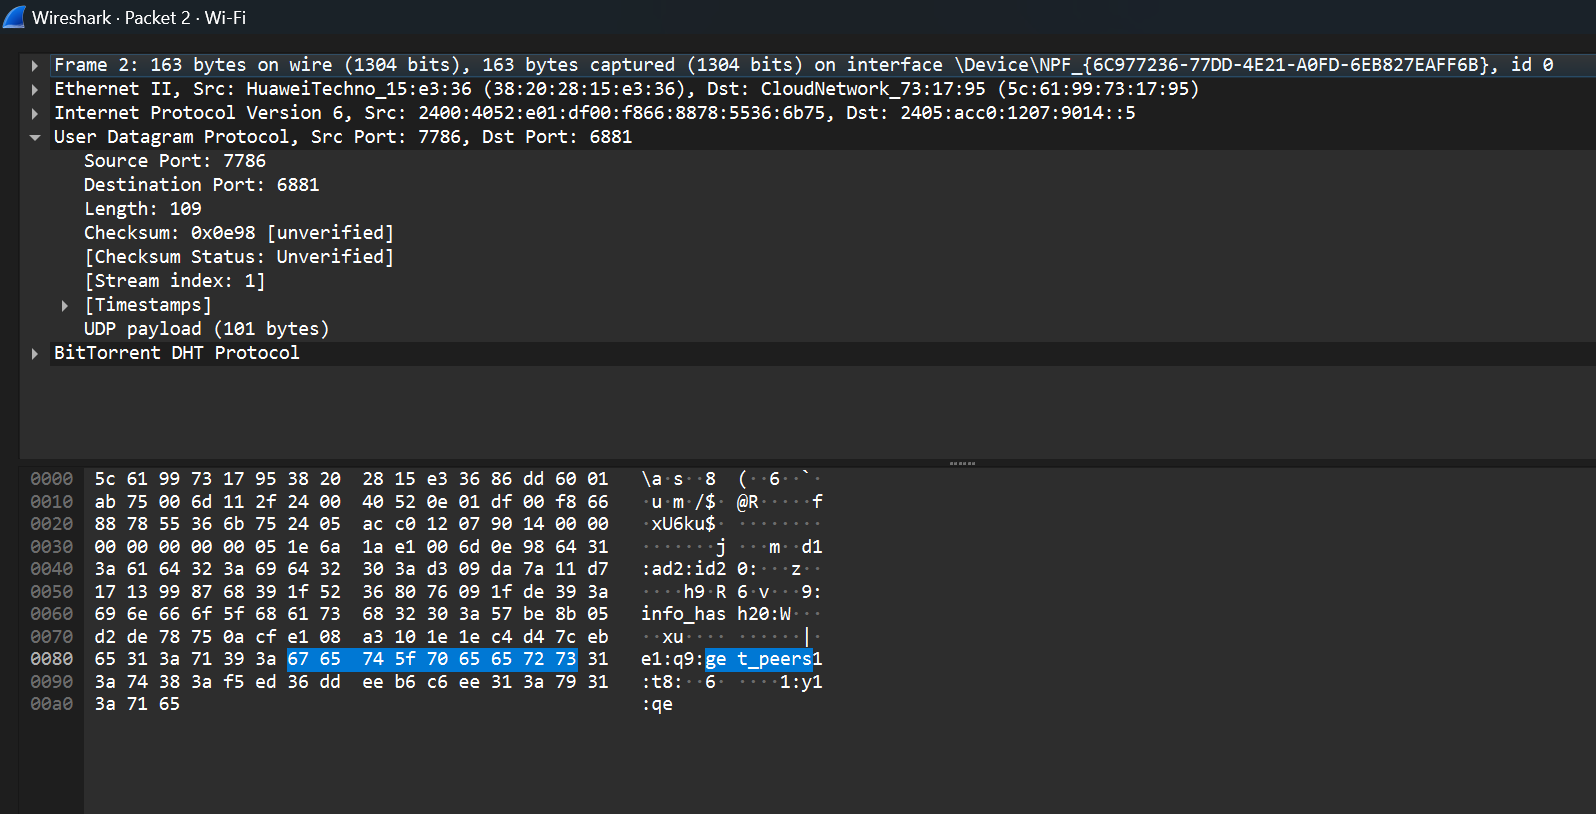 Wireshark · Packet 2 · Wi-Fi
Frame 2: 163 bytes on wire (1304 bits), 163 bytes captured (1304 bits) on interface \Device\NPF_{6C977236-77DD-4E21-A0FD-6EB827EAFF6B}, id 0
Ethernet II, Src: HuaweiTechno_15:e3:36 (38:20:28:15:e3:36), Dst: CloudNetwork_73:17:95 (5c:61:99:73:17:95)
Internet Protocol Version 6, Src: 2400:4052:e01:df00:f866:8878:5536:6b75, Dst: 2405:acc0:1207:9014::5
User Datagram Protocol, Src Port: 7786, Dst Port: 6881
Source Port: 7786
Destination Port: 6881
Length: 109
Checksum: 0x0e98 [unverified]
[Checksum Status: Unverified]
[Stream index: 1]
[Timestamps]
UDP payload (101 bytes)
BitTorrent DHT Protocol
0000 5c 61 99 73 17 95 38 20 28 15 e3 36 86 dd 60 01 \a·s··8 (··6··`·
0010 ab 75 00 6d 11 2f 24 00 40 52 0e 01 df 00 f8 66 ·u·m·/$· @R·····f
0020 88 78 55 36 6b 75 24 05 ac c0 12 07 90 14 00 00 ·xU6ku$· ········
0030 00 00 00 00 00 05 1e 6a 1a e1 00 6d 0e 98 64 31 ·······j ···m··d1
0040 3a 61 64 32 3a 69 64 32 30 3a d3 09 da 7a 11 d7 :ad2:id2 0:···z··
0050 17 13 99 87 68 39 1f 52 36 80 76 09 1f de 39 3a ····h9·R 6·v···9:
0060 69 6e 66 6f 5f 68 61 73 68 32 30 3a 57 be 8b 05 info_has h20:W···
0070 d2 de 78 75 0a cf e1 08 a3 10 1e 1e c4 d4 7c eb ··xu···· ······|·
0080 65 31 3a 71 39 3a 67 65 74 5f 70 65 65 72 73 31 e1:q9:ge t_peers1
0090 3a 74 38 3a f5 ed 36 dd ee b6 c6 ee 31 3a 79 31 :t8:··6· ····1:y1
00a0 3a 71 65 :qe